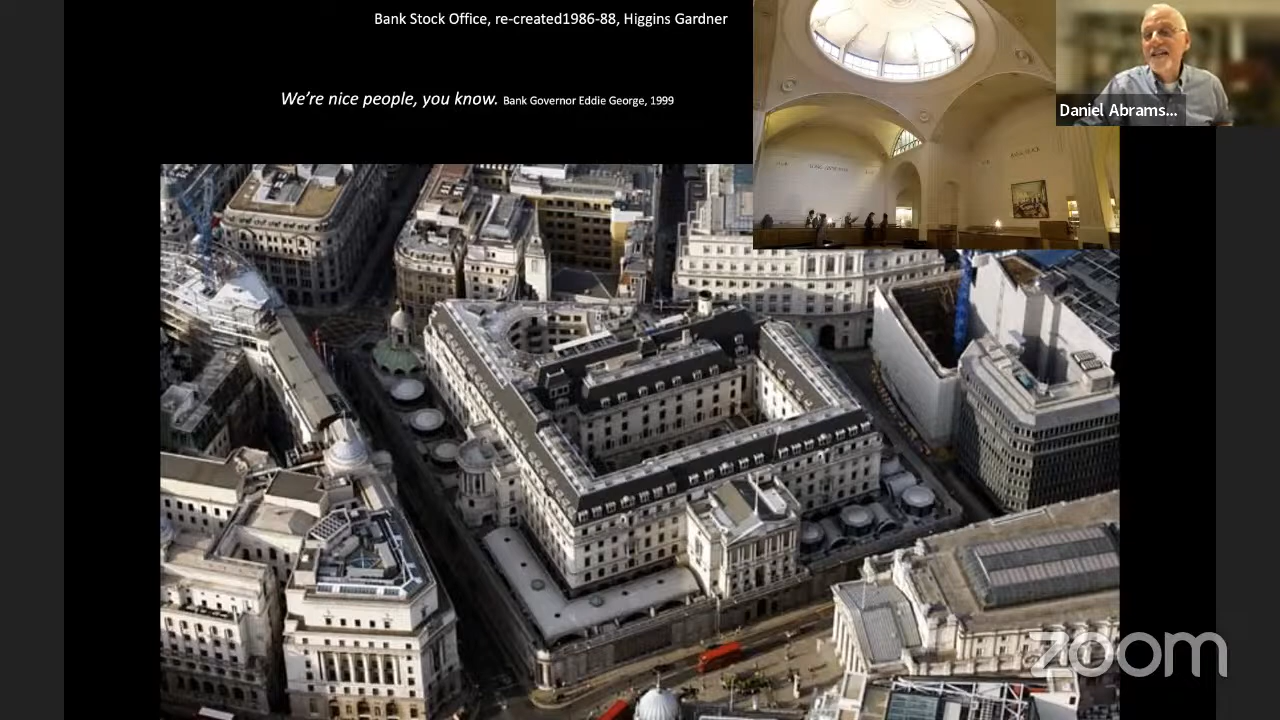 Bank Stock Office, re-created1986-88, Higgins Gardner
We're nice people, you know. Bank Governor Eddie George, 1999
Daniel Abrams...
zoom